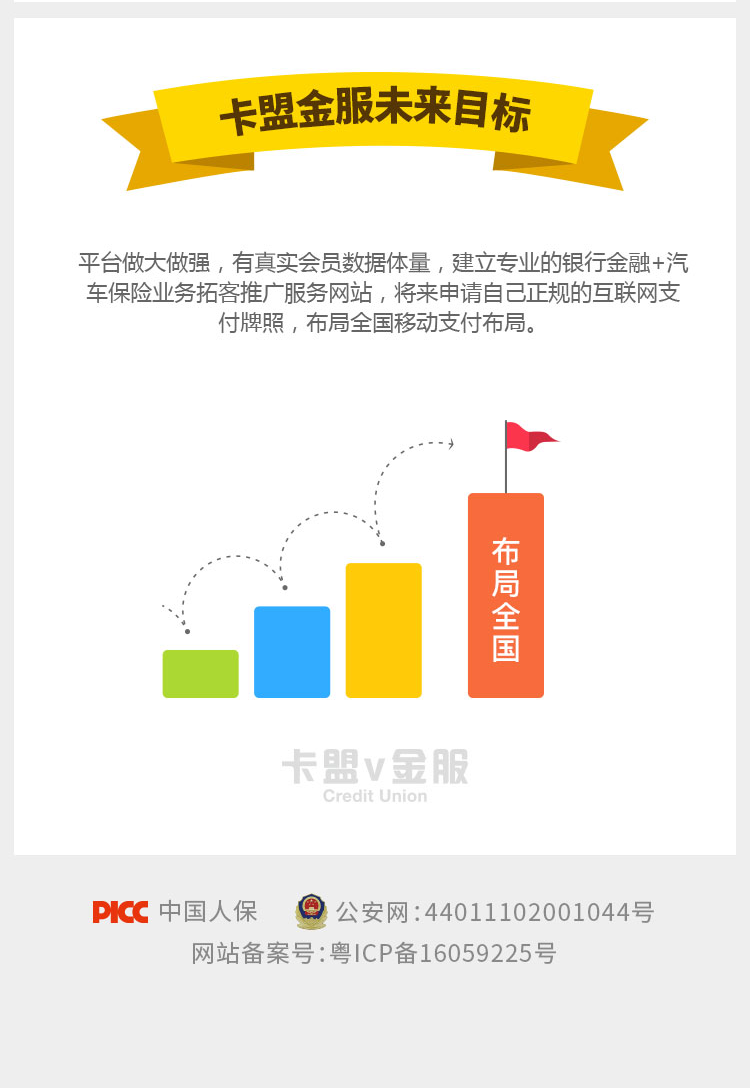 卡盟金服未来目标
平台做大做强，有真实会员数据体量，建立专业的银行金融+汽
车保险业务拓客推广服务网站，将来申请自己正规的互联网支
付牌照，布局全国移动支付布局。
布局全国
卡盟v金服
Credit Union
PICC 中国人保 公安网:44011102001044号
网站备案号:粤ICP备16059225号